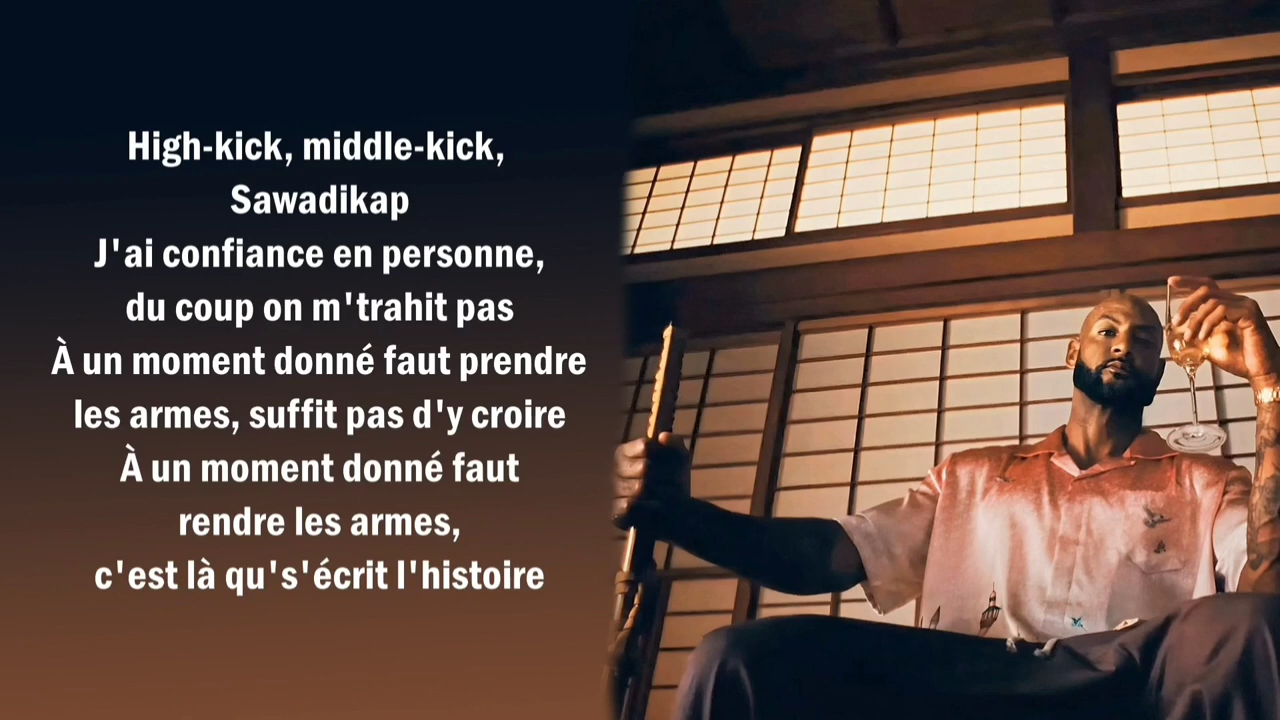 High-kick, middle-kick,
Sawadikap
J'ai confiance en personne,
du coup on m'trahit pas
À un moment donné faut prendre
les armes, suffit pas d'y croire
À un moment donné faut
rendre les armes,
c'est là qu's'écrit l'histoire